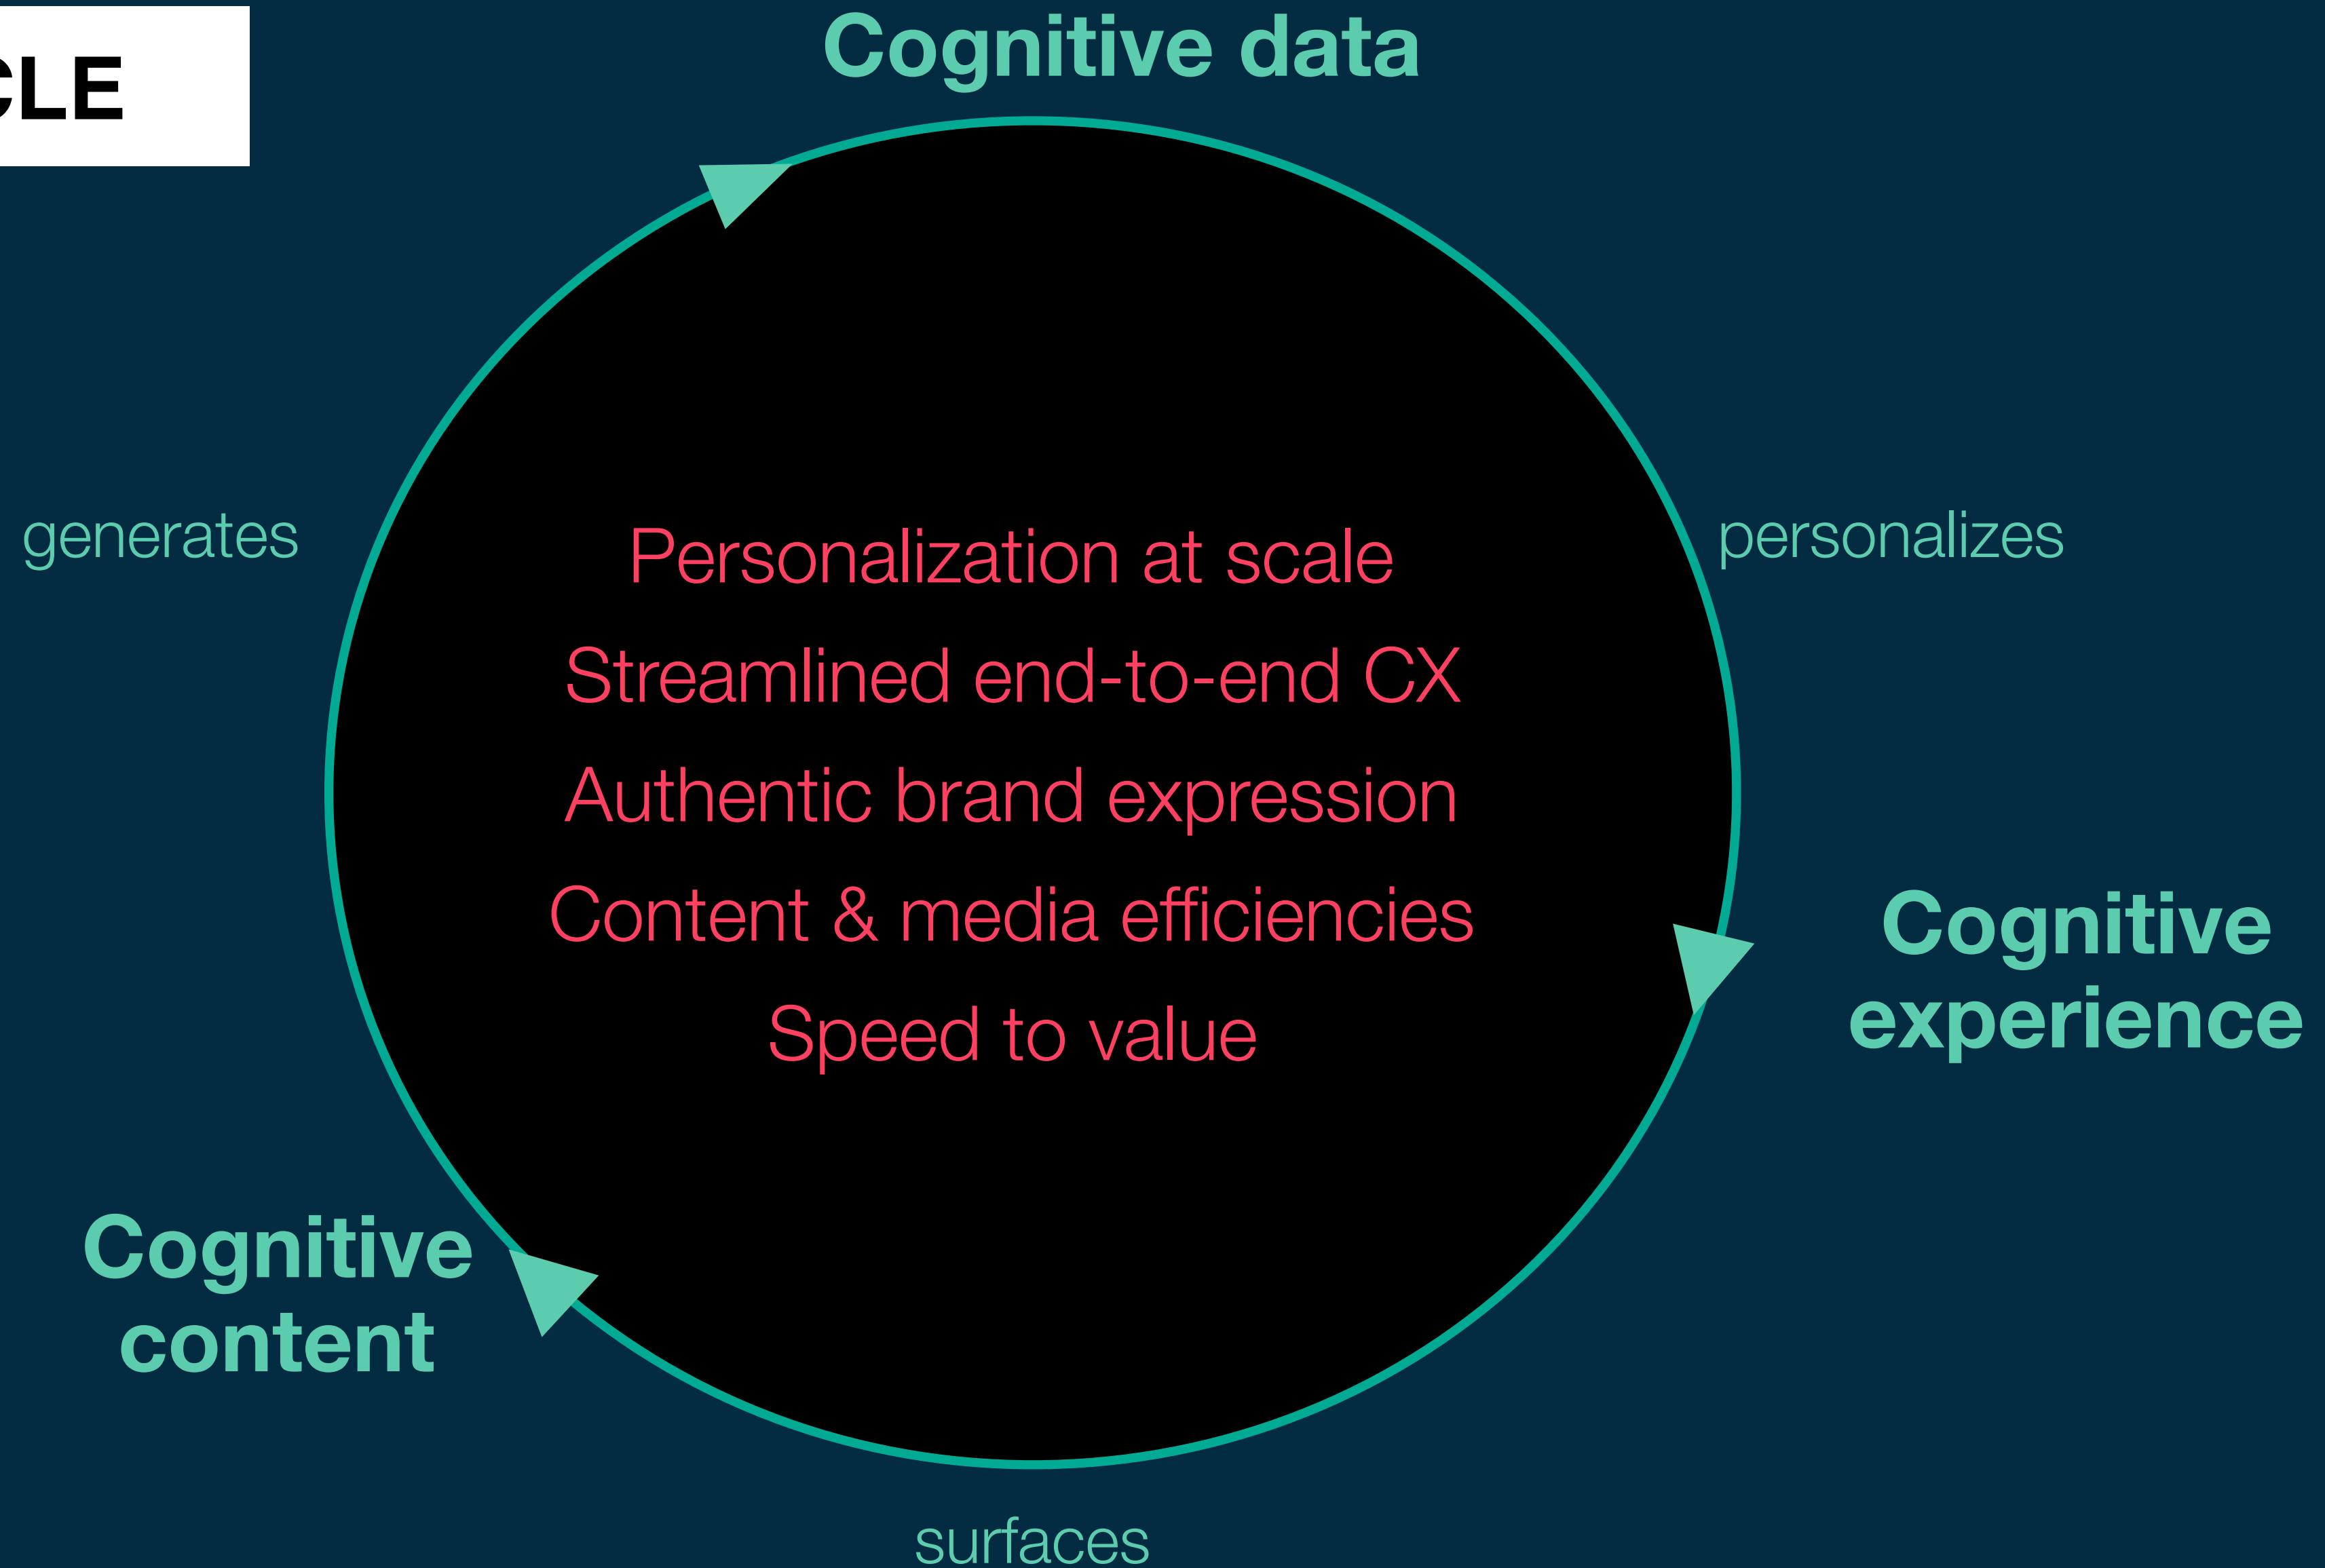 CLE
Cognitive data
generates
personalizes
Personalization at scale
Streamlined end-to-end CX
Authentic brand expression
Content & media efficiencies
Speed to value
Cognitive
experience
Cognitive
content
surfaces